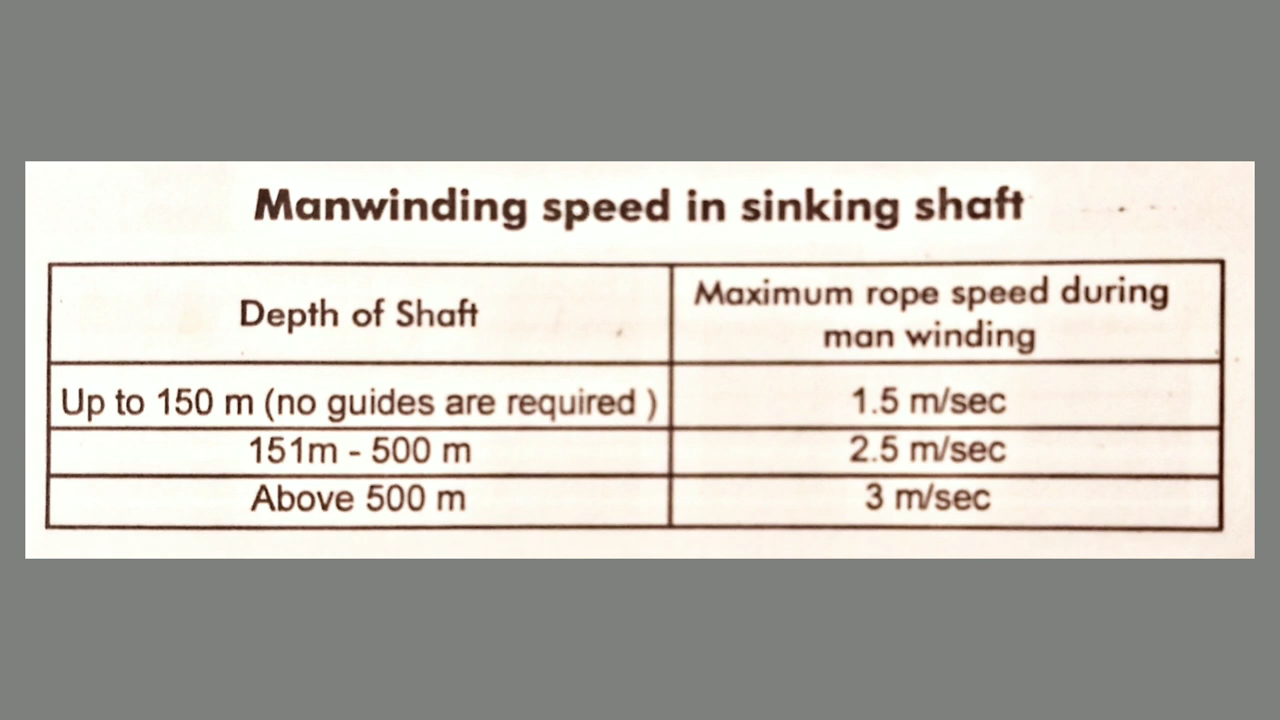 Manwinding speed in sinking shaft
Depth of Shaft
Maximum rope speed during
man winding
Up to 150 m (no guides are required )
1.5 m/sec
151m - 500 m
2.5 m/sec
Above 500 m
3 m/sec